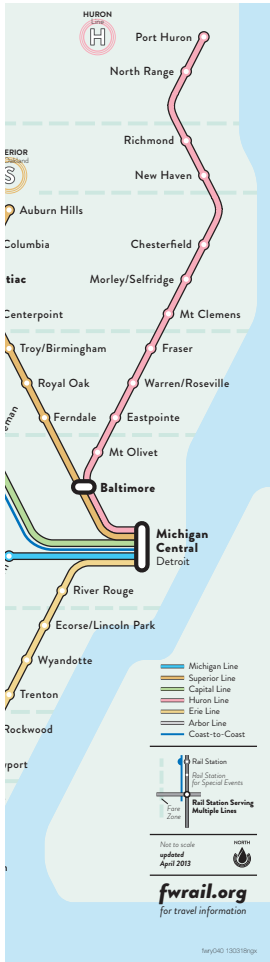 HURON
Line
H
Port Huron
North Range
Richmond
ERIOR
Oakland
S
New Haven
Auburn Hills
Columbia
Chesterfield
tiac
Morley/Selfridge
Centerpoint
Mt Clemens
Troy/Birmingham
Fraser
Royal Oak
Warren/Roseville
eman
Ferndale
Eastpointe
Mt Olivet
Baltimore
Michigan
Central
Detroit
River Rouge
Ecorse/Lincoln Park
Wyandotte
Trenton
Rockwood
wport
Michigan Line
Superior Line
Capital Line
Huron Line
Erie Line
Arbor Line
Coast-to-Coast
Rail Station
Rail Station
for Special Events
Fare
Zone
Rail Station Serving
Multiple Lines
Not to scale
updated
April 2013
NORTH
fwrail.org
for travel information